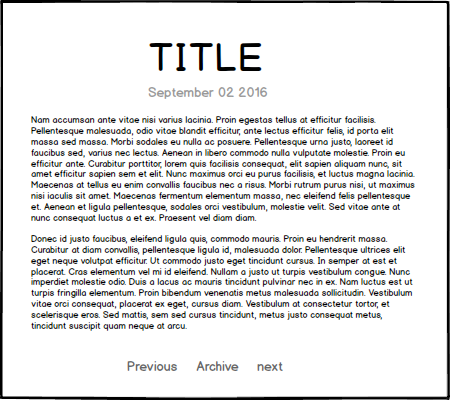 TITLE
September 02 2016
Nam accumsan ante vitae nisi varius lacinia. Proin egestas tellus at efficitur facilisis.
Pellentesque malesuada, odio vitae blandit efficitur, ante lectus efficitur felis, id porta elit
massa sed massa. Morbi sodales eu nulla ac posuere. Pellentesque urna justo, laoreet id
faucibus sed, varius nec lectus. Aenean in libero commodo nulla vulputate molestie. Proin eu
efficitur ante. Curabitur porttitor, lorem quis facilisis consequat, elit sapien aliquam nunc, sit
amet efficitur sapien sem et elit. Nunc maximus orci eu purus facilisis, et luctus magna lacinia.
Maecenas at tellus eu enim convallis faucibus nec a risus. Morbi rutrum purus nisi, ut maximus
nisi iaculis sit amet. Maecenas fermentum elementum massa, nec eleifend felis pellentesque
et. Aenean et ligula pellentesque, sodales orci vestibulum, molestie velit. Sed vitae ante at
nunc consequat luctus a et ex. Praesent vel diam diam.
Donec id justo faucibus, eleifend ligula quis, commodo mauris. Proin eu hendrerit massa.
Curabitur at diam convallis, pellentesque ligula id, malesuada dolor. Pellentesque ultrices elit
eget neque volutpat efficitur. Ut commodo justo eget tincidunt cursus. In semper at est et
placerat. Cras elementum vel mi id eleifend. Nullam a justo ut turpis vestibulum congue. Nunc
imperdiet molestie odio. Duis a lacus ac mauris tincidunt pulvinar nec in ex. Nam luctus est ut
turpis fringilla elementum. Proin bibendum venenatis metus malesuada sollicitudin. Vestibulum
vitae orci consequat, placerat ex eget, cursus diam. Vestibulum at consectetur tortor, et
scelerisque eros. Sed mattis, sem sed cursus tincidunt, metus justo consequat metus,
tincidunt suscipit quam neque at arcu.
Previous Archive next